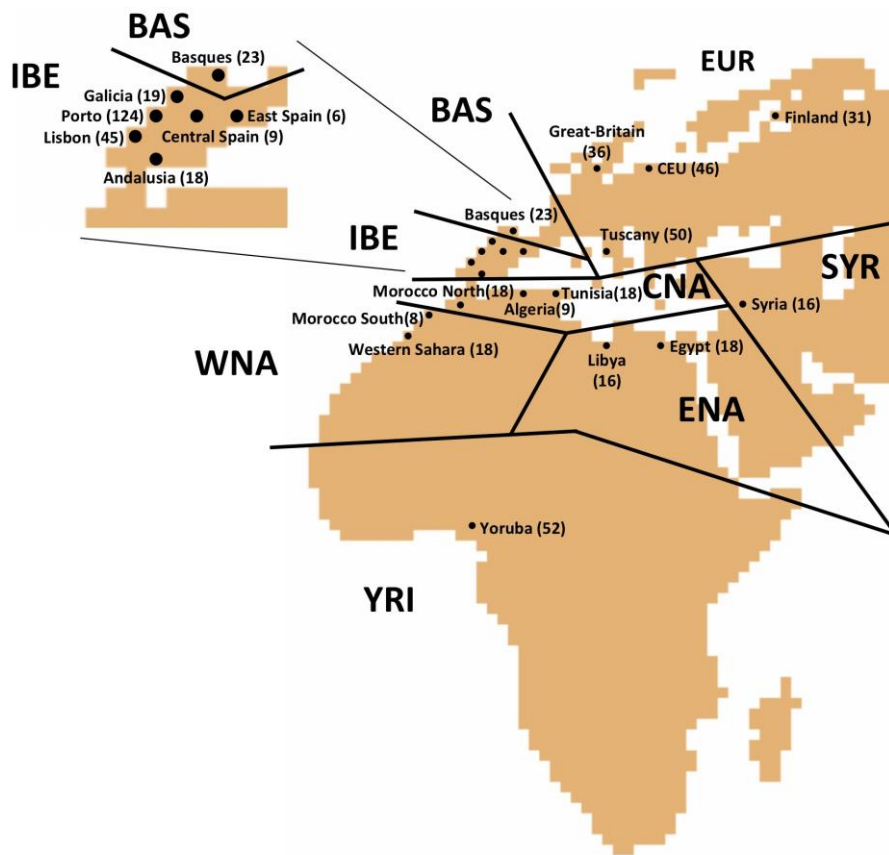 BAS
Basques (23)
IBE
Galicia (19)
Porto (124)
East Spain (6)
Lisbon (45)
Central Spain (9)
Andalusia (18)
EUR
BAS
Great-Britain
(36)
Finland (31)
CEU (46)
Basques (23)
IBE
Tuscany (50)
SYR
CNA
Morocco North(18)
Tunisia(18)
Algeria(9)
Syria (16)
Morocco South(8)
WNA
Western Sahara (18)
Libya
(16)
Egypt (18)
ENA
Yoruba (52)
YRI